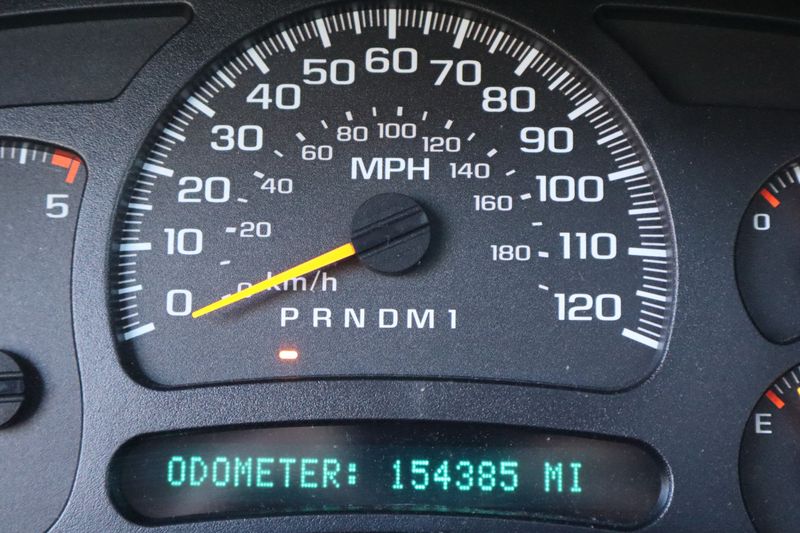 60
50 70
40 80
80 100 120
30 60 MPH 140 90
5 20 40 160 100
0
10 20 180 110
0 0 km/h 120
PRNDM1
E
ODOMETER: 154385 MI